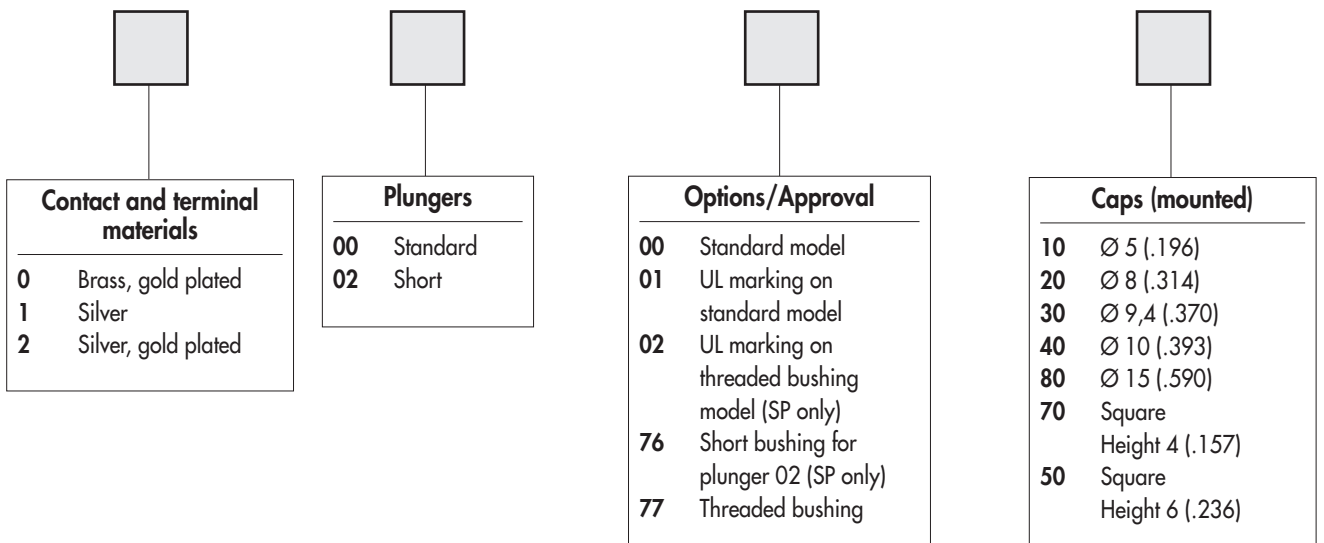 Contact and terminal
materials
0 Brass, gold plated
1 Silver
2 Silver, gold plated
Plungers
00 Standard
02 Short
Options/Approval
00 Standard model
01 UL marking on
standard model
02 UL marking on
threaded bushing
model (SP only)
76 Short bushing for
plunger 02 (SP only)
77 Threaded bushing
Caps (mounted)
10 Ø 5 (.196)
20 Ø 8 (.314)
30 Ø 9,4 (.370)
40 Ø 10 (.393)
80 Ø 15 (.590)
70 Square
Height 4 (.157)
50 Square
Height 6 (.236)